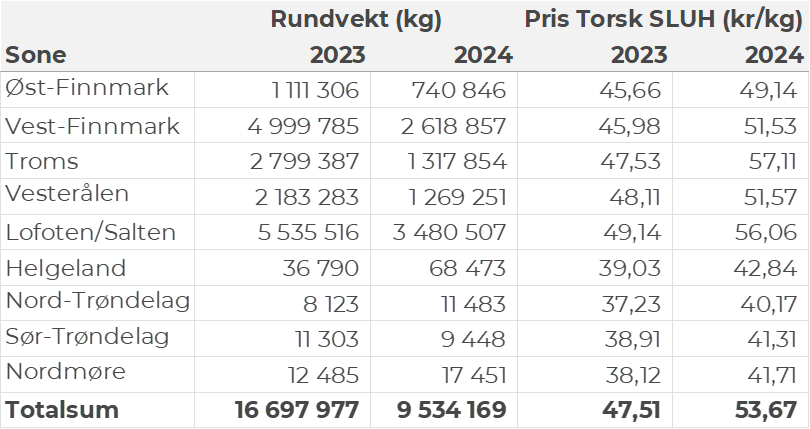 Rundvekt (kg) Pris Torsk SLUH (kr/kg)
Sone 2023 2024 2023 2024
Øst-Finnmark 1 111 306 740 846 45,66 49,14
Vest-Finnmark 4 999 785 2 618 857 45,98 51,53
Troms 2 799 387 1 317 854 47,53 57,11
Vesterålen 2 183 283 1 269 251 48,11 51,57
Lofoten/Salten 5 535 516 3 480 507 49,14 56,06
Helgeland 36 790 68 473 39,03 42,84
Nord-Trøndelag 8 123 11 483 37,23 40,17
Sør-Trøndelag 11 303 9 448 38,91 41,31
Nordmøre 12 485 17 451 38,12 41,71
Totalsum 16 697 977 9 534 169 47,51 53,67